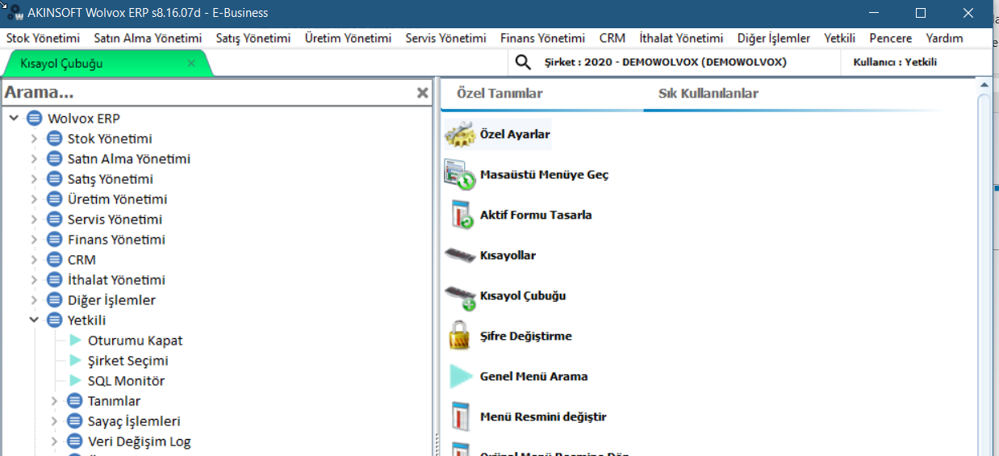 AKINSOFT Wolvox ERP s8.16.07d - E-Business
Stok Yönetimi Satın Alma Yönetimi Satış Yönetimi Üretim Yönetimi Servis Yönetimi Finans Yönetimi CRM İthalat Yönetimi Diğer İşlemler Yetkili Pencere Yardım
Kısayol Çubuğu
Şirket : 2020 - DEMOWOLVOX (DEMOWOLVOX)
Kullanıcı : Yetkili
Arama...
Wolvox ERP
Stok Yönetimi
Satın Alma Yönetimi
Satış Yönetimi
Üretim Yönetimi
Servis Yönetimi
Finans Yönetimi
CRM
İthalat Yönetimi
Diğer İşlemler
Yetkili
Oturumu Kapat
Şirket Seçimi
SQL Monitör
Tanımlar
Sayaç İşlemleri
Veri Değişim Log
Özel Tanımlar
Sık Kullanılanlar
Özel Ayarlar
Masaüstü Menüye Geç
Aktif Formu Tasarla
Kısayollar
Kısayol Çubuğu
Şifre Değiştirme
Genel Menü Arama
Menü Resmini değiştir